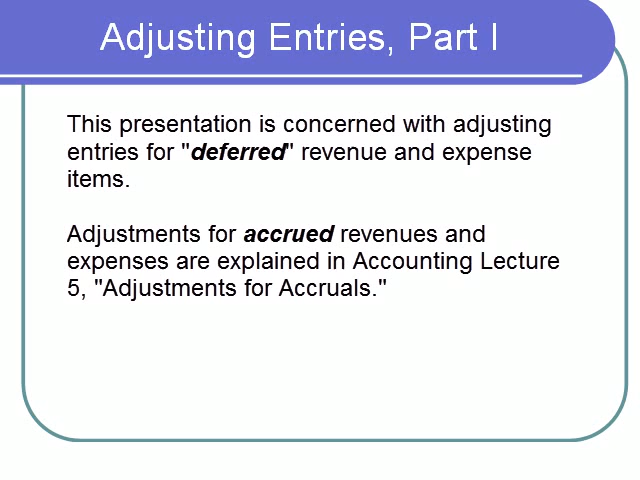 Adjusting Entries, Part I
This presentation is concerned with adjusting
entries for "deferred" revenue and expense
items.
Adjustments for accrued revenues and
expenses are explained in Accounting Lecture
5, "Adjustments for Accruals."